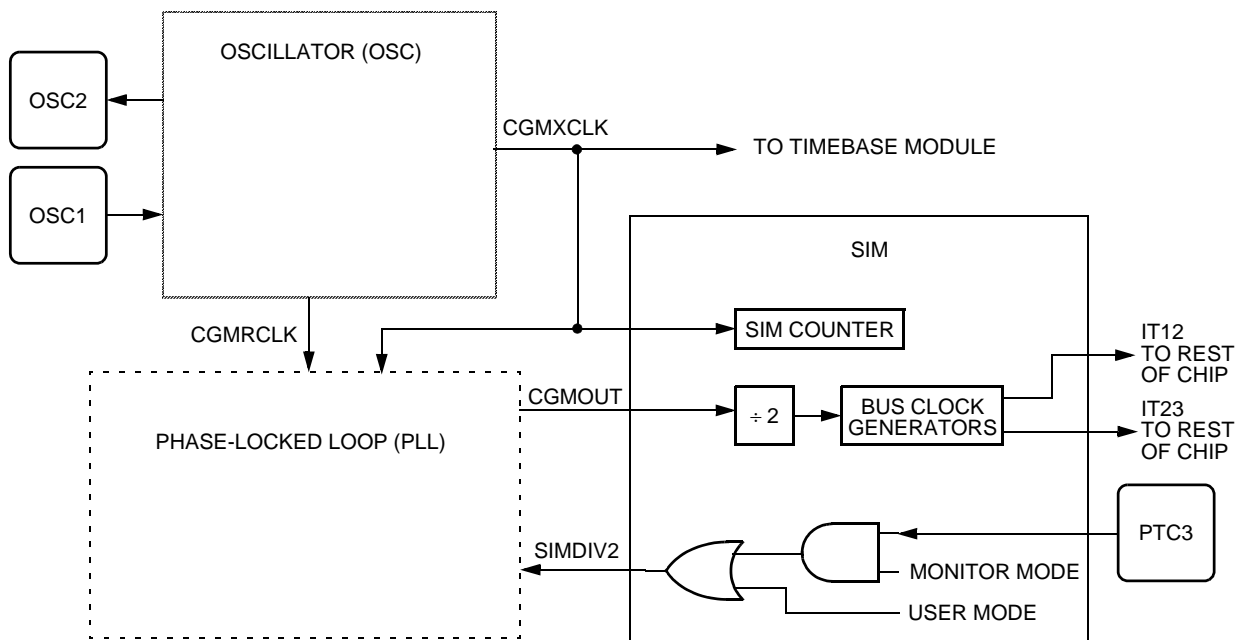 OSCILLATOR (OSC)
OSC2
OSC1
CGMXCLK
TO TIMEBASE MODULE
SIM
CGMRCLK
SIM COUNTER
IT12
TO REST
OF CHIP
CGMOUT
÷ 2
BUS CLOCK
GENERATORS
IT23
TO REST
OF CHIP
PHASE-LOCKED LOOP (PLL)
PTC3
SIMDIV2
MONITOR MODE
USER MODE